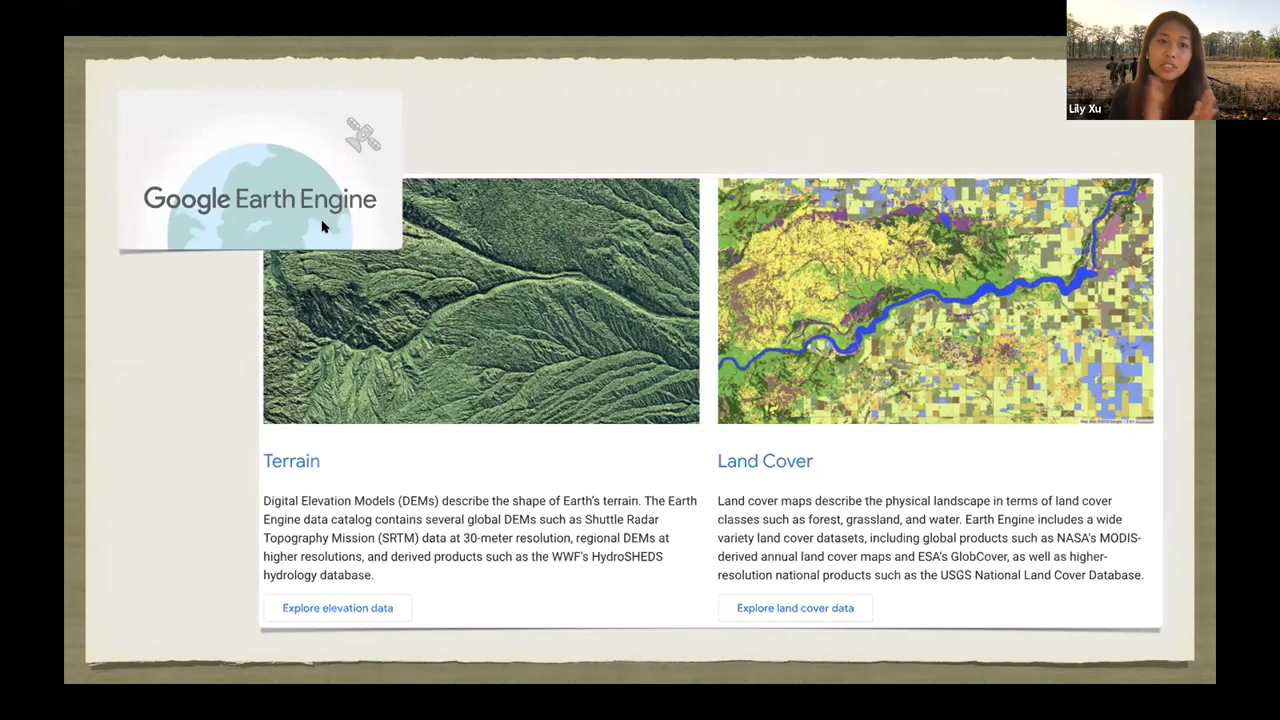 Lily Xu
Google Earth Engine
Terrain
Digital Elevation Models (DEMs) describe the shape of Earth's terrain. The Earth
Engine data catalog contains several global DEMs such as Shuttle Radar
Topography Mission (SRTM) data at 30-meter resolution, regional DEMs at
higher resolutions, and derived products such as the WWF's HydroSHEDS
hydrology database.
Explore elevation data
Land Cover
Land cover maps describe the physical landscape in terms of land cover
classes such as forest, grassland, and water. Earth Engine includes a wide
variety land cover datasets, including global products such as NASA's MODIS-
derived annual land cover maps and ESA's GlobCover, as well as higher-
resolution national products such as the USGS National Land Cover Database.
Explore land cover data